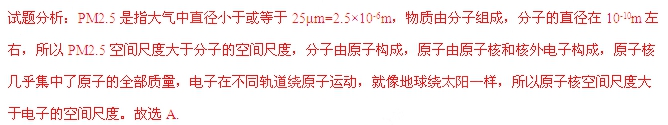 试题分析：PM2.5 是指大气中直径小于或等于 25μm=2.5×10⁻⁶m，物质由分子组成，分子的直径在 10⁻¹⁰m 左
右，所以 PM2.5 空间尺度大于分子的空间尺度，分子由原子构成，原子由原子核和核外电子构成，原子核
几乎集中了原子的全部质量，电子在不同轨道绕原子运动，就像地球绕太阳一样，所以原子核空间尺度大
于电子的空间尺度。故选 A.